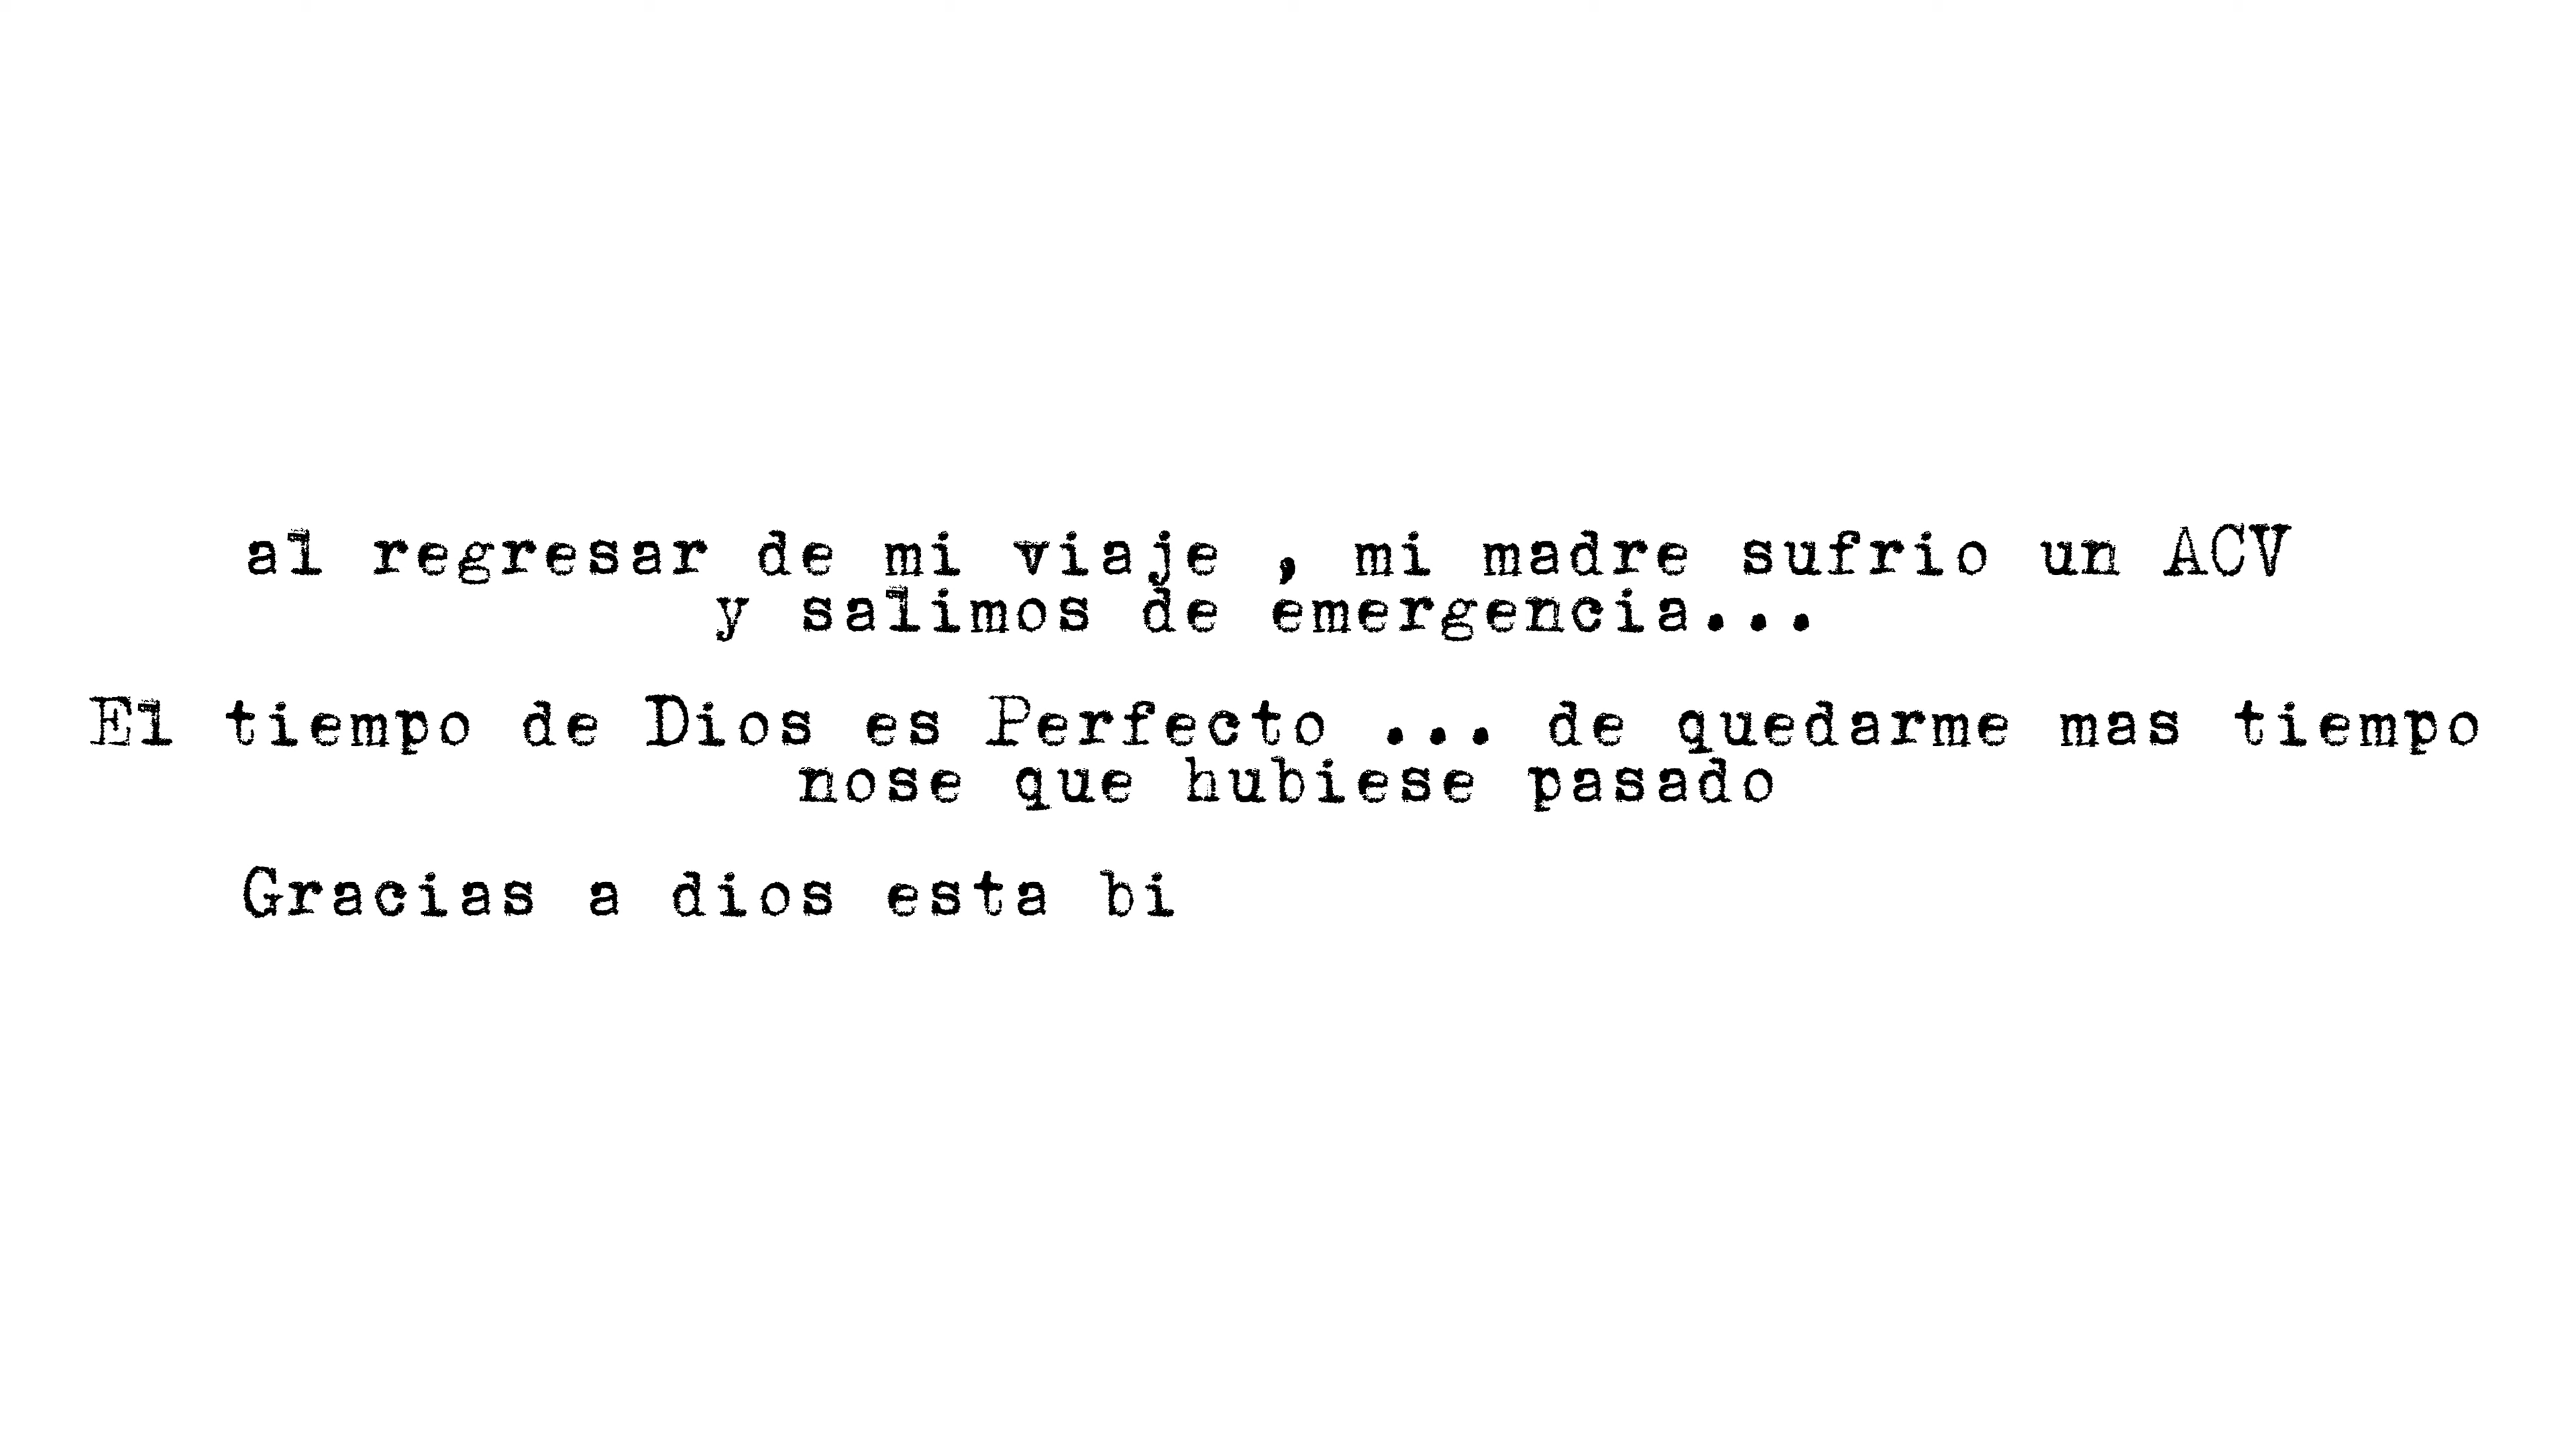 al regresar de mi viaje , mi madre sufrio un ACV
y salimos de emergencia...
El tiempo de Dios es Perfecto ... de quedarme mas tiempo
nose que hubiese pasado
Gracias a dios esta bi